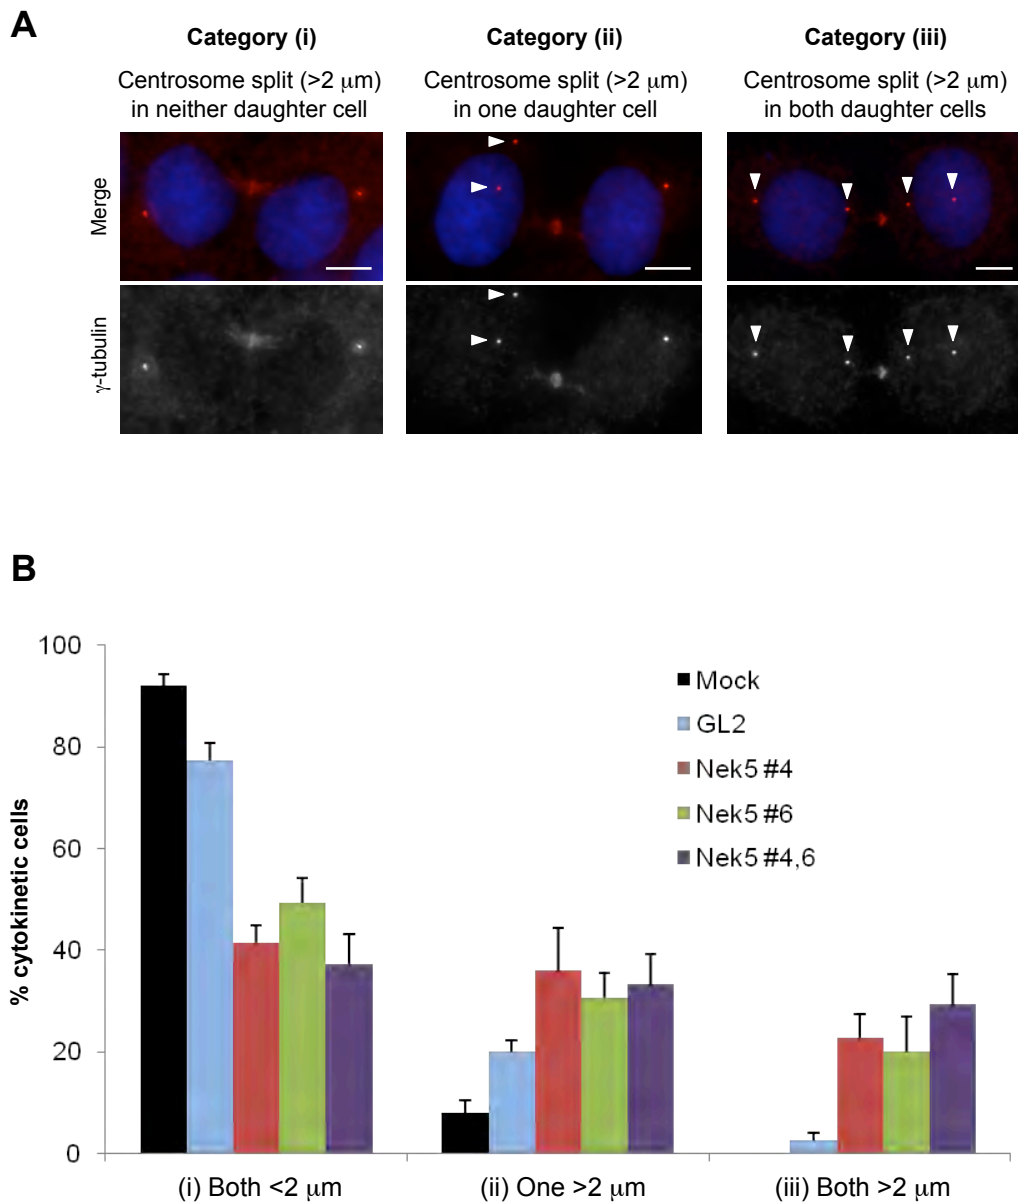 A
Category (i)
Category (ii)
Category (iii)
Centrosome split (>2 μm)
in neither daughter cell
Centrosome split (>2 μm)
in one daughter cell
Centrosome split (>2 μm)
in both daughter cells
Merge
γ-tubulin
B
% cytokinetic cells
100
80
60
40
20
0
Mock
GL2
Nek5 #4
Nek5 #6
Nek5 #4,6
(i) Both <2 μm
(ii) One >2 μm
(iii) Both >2 μm